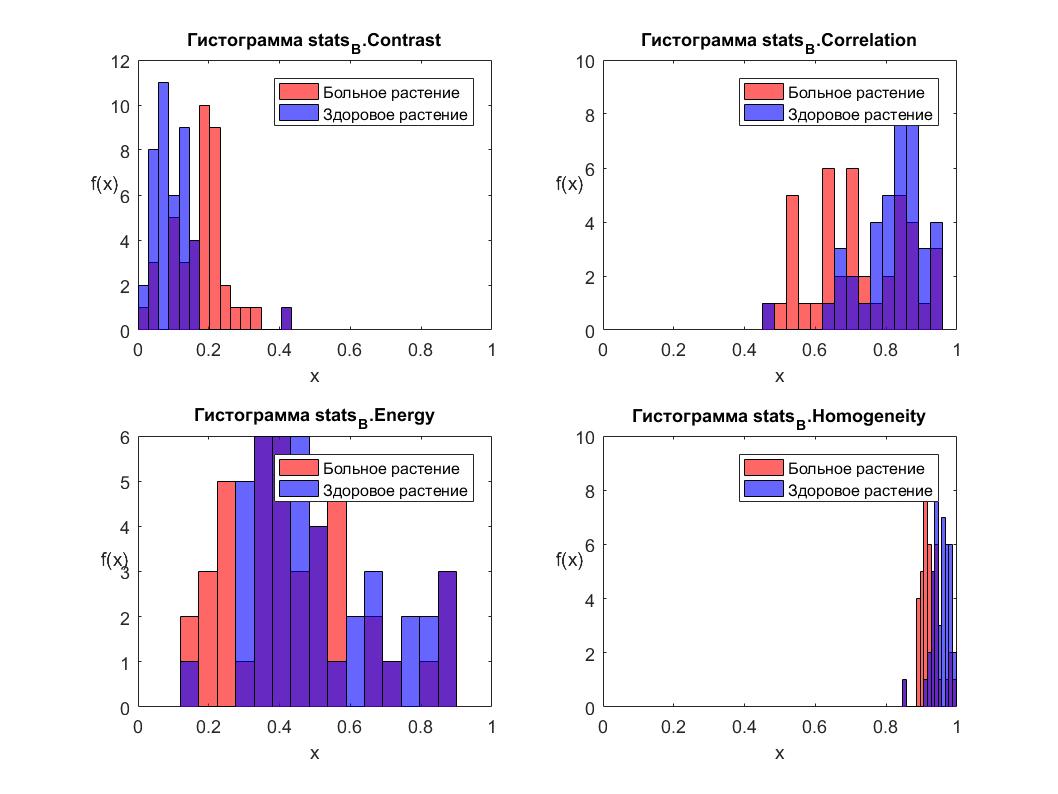 Гистограмма stats_B.Contrast
12
10
8
6
4
2
0
f(x)
Больное растение
Здоровое растение
0 0.2 0.4 0.6 0.8 1
x
Гистограмма stats_B.Correlation
10
8
6
4
2
0
f(x)
Больное растение
Здоровое растение
0 0.2 0.4 0.6 0.8 1
x
Гистограмма stats_B.Energy
6
5
4
3
2
1
0
f(x)
Больное растение
Здоровое растение
0 0.2 0.4 0.6 0.8 1
x
Гистограмма stats_B.Homogeneity
10
8
6
4
2
0
f(x)
Больное растение
Здоровое растение
0 0.2 0.4 0.6 0.8 1
x